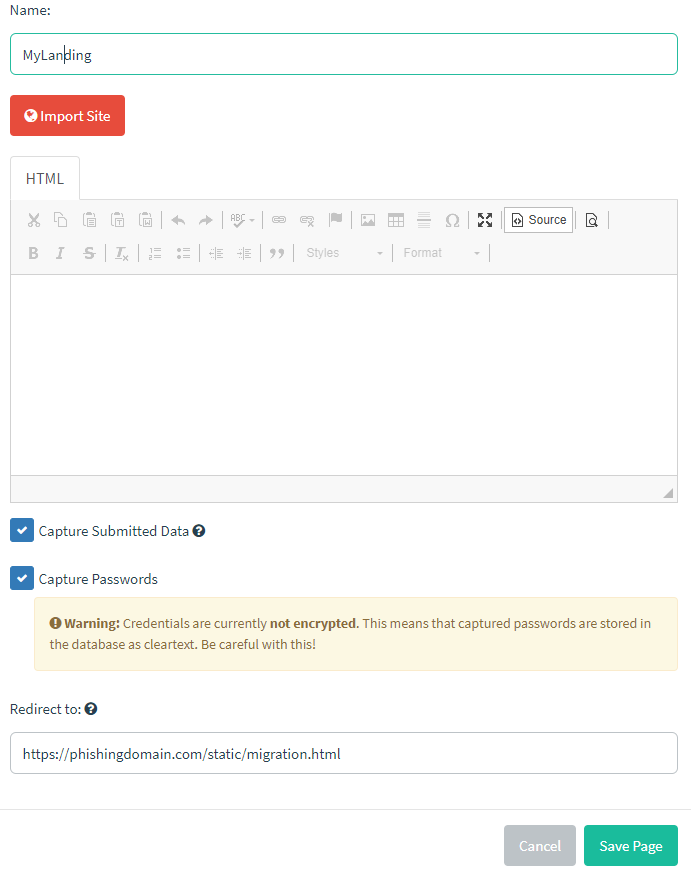 Name:
MyLanding
Import Site
HTML
ABC Ω Source
B I S Tx Styles Format
Capture Submitted Data
Capture Passwords
Warning: Credentials are currently not encrypted. This means that captured passwords are stored in
the database as cleartext. Be careful with this!
Redirect to:
https://phishingdomain.com/static/migration.html
Cancel Save Page